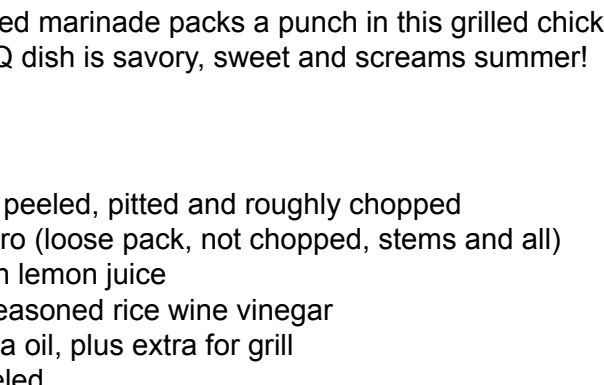 ed marinade packs a punch in this grilled chick
Q dish is savory, sweet and screams summer!
peeled, pitted and roughly chopped
ro (loose pack, not chopped, stems and all)
n lemon juice
easoned rice wine vinegar
a oil, plus extra for grill
eled